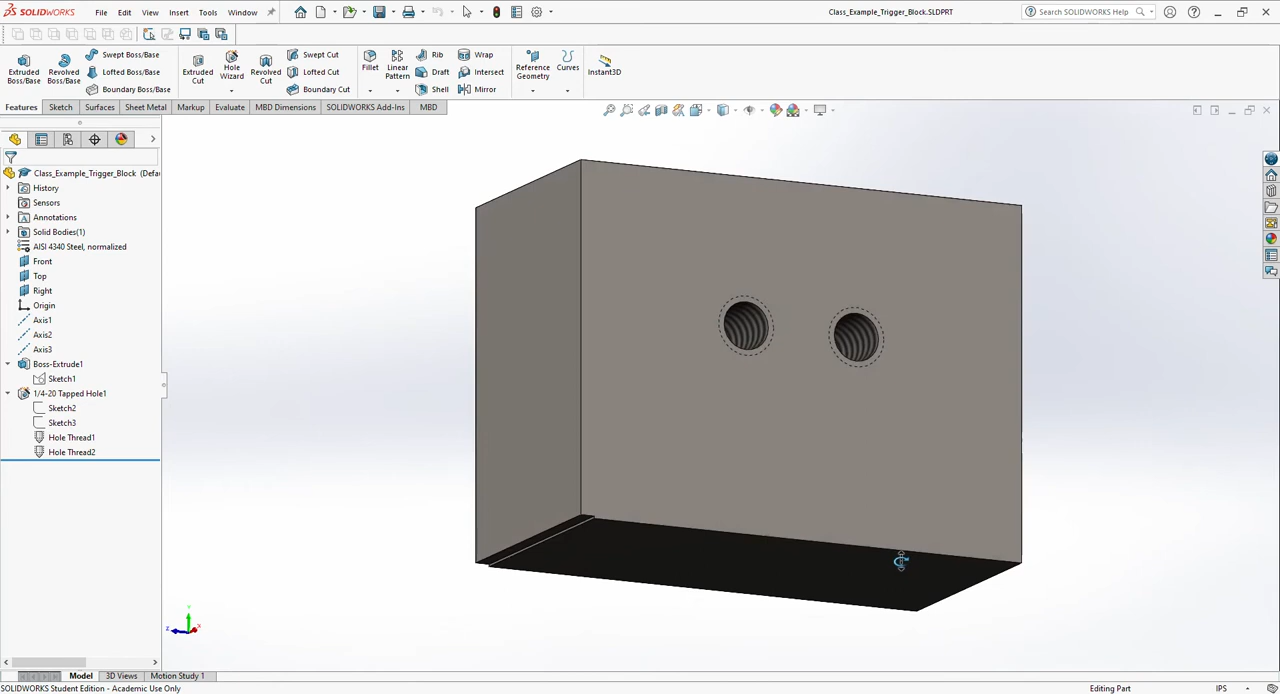 SOLIDWORKS File Edit View Insert Tools Window Class_Example_Trigger_Block.SLDPRT Search SOLIDWORKS Help
Extruded Boss/Base
Revolved Boss/Base
Swept Boss/Base
Lofted Boss/Base
Boundary Boss/Base
Extruded Cut
Hole Wizard
Revolved Cut
Swept Cut
Lofted Cut
Boundary Cut
Fillet
Linear Pattern
Rib
Draft
Shell
Wrap
Intersect
Mirror
Reference Geometry
Curves
Instant3D
Features Sketch Surfaces Sheet Metal Markup Evaluate MBD Dimensions SOLIDWORKS Add-Ins MBD
Class_Example_Trigger_Block (Defau
History
Sensors
Annotations
Solid Bodies(1)
AISI 4340 Steel, normalized
Front
Top
Right
Origin
Axis1
Axis2
Axis3
Boss-Extrude1
Sketch1
1/4-20 Tapped Hole1
Sketch2
Sketch3
Hole Thread1
Hole Thread2
Y
Z X
Model 3D Views Motion Study 1
SOLIDWORKS Student Edition - Academic Use Only Editing Part IPS